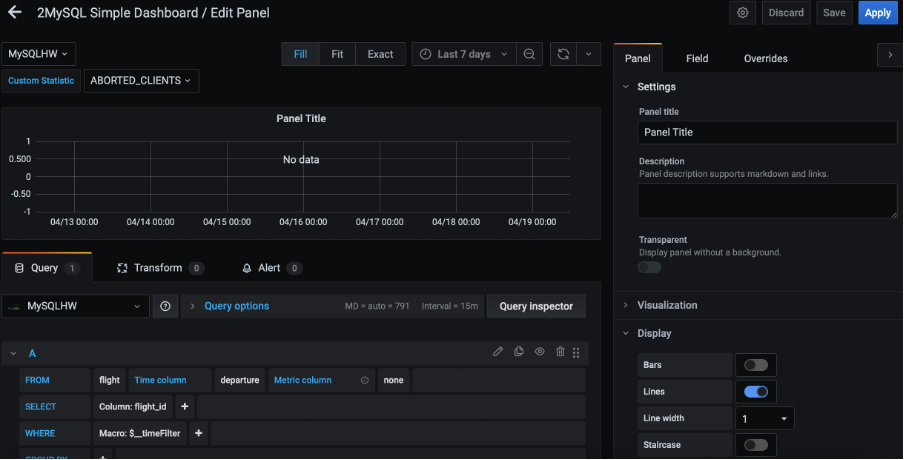 2MySQL Simple Dashboard / Edit Panel
Discard Save Apply
MySQLHW Fill Fit Exact Last 7 days
Custom Statistic ABORTED_CLIENTS
Panel Title
1
0.500
0
-0.50
-1
No data
04/13 00:00 04/14 00:00 04/15 00:00 04/16 00:00 04/17 00:00 04/18 00:00 04/19 00:00
Query 1 Transform 0 Alert 0
MySQLHW Query options MD = auto = 791 Interval = 15m Query inspector
A
FROM flight Time column departure Metric column none
SELECT Column: flight_id +
WHERE Macro: $__timeFilter +
GROUP BY
Panel Field Overrides
Settings
Panel title
Panel Title
Description
Panel description supports markdown and links.
Transparent
Display panel without a background.
Visualization
Display
Bars
Lines
Line width 1
Staircase